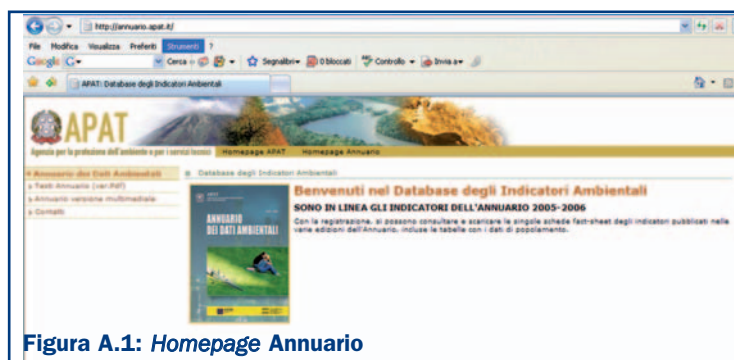 http://annuario.apat.it/
File Modifica Visualizza Preferiti Strumenti ?
Google G Cerca Segnalibri 0 bloccati Controllo Invia a
APAT: Database degli Indicatori Ambientali
APAT
Agenzia per la protezione dell'ambiente e per i servizi tecnici
Homepage APAT Homepage Annuario
Annuario dei Dati Ambientali
Database degli Indicatori Ambientali
Testi Annuario (ver.Pdf)
Annuario versione multimediale
Contatti
ANNUARIO
DEI DATI AMBIENTALI
Benvenuti nel Database degli Indicatori Ambientali
SONO IN LINEA GLI INDICATORI DELL'ANNUARIO 2005-2006
Con la registrazione, si possono consultare e scaricare le singole schede fact-sheet degli indicatori pubblicati nelle
varie edizioni dell'Annuario, incluse le tabelle con i dati di popolamento.
Figura A.1: Homepage Annuario